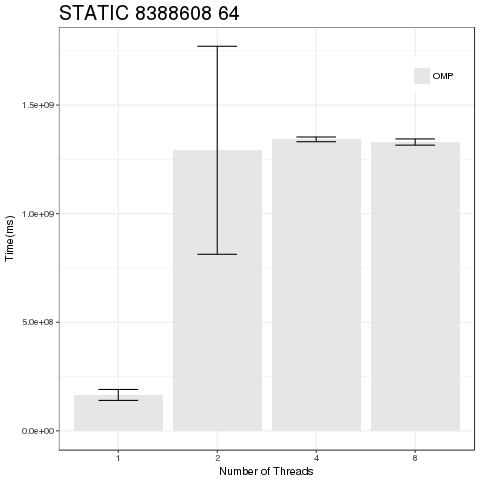 STATIC 8388608 64
OMP
1.5e+09
1.0e+09
5.0e+08
0.0e+00
Time(ms)
1 2 4 8
Number of Threads